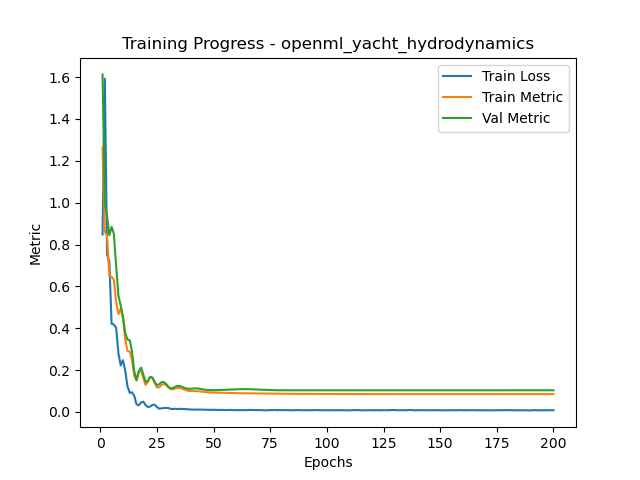 Training Progress - openml_yacht_hydrodynamics
Train Loss
Train Metric
Val Metric
Metric
1.6
1.4
1.2
1.0
0.8
0.6
0.4
0.2
0.0
0 25 50 75 100 125 150 175 200
Epochs